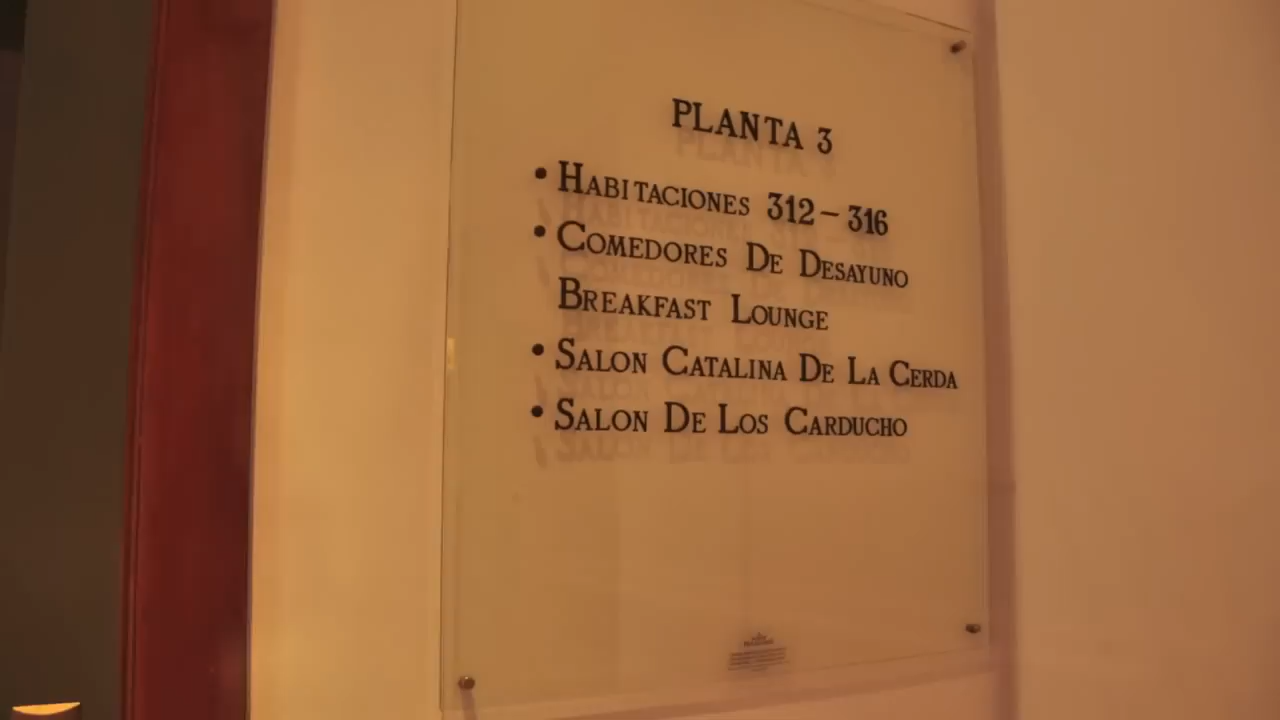 PLANTA 3
• HABITACIONES 312 – 316
• COMEDORES DE DESAYUNO
BREAKFAST LOUNGE
• SALON CATALINA DE LA CERDA
• SALON DE LOS CARDUCHO